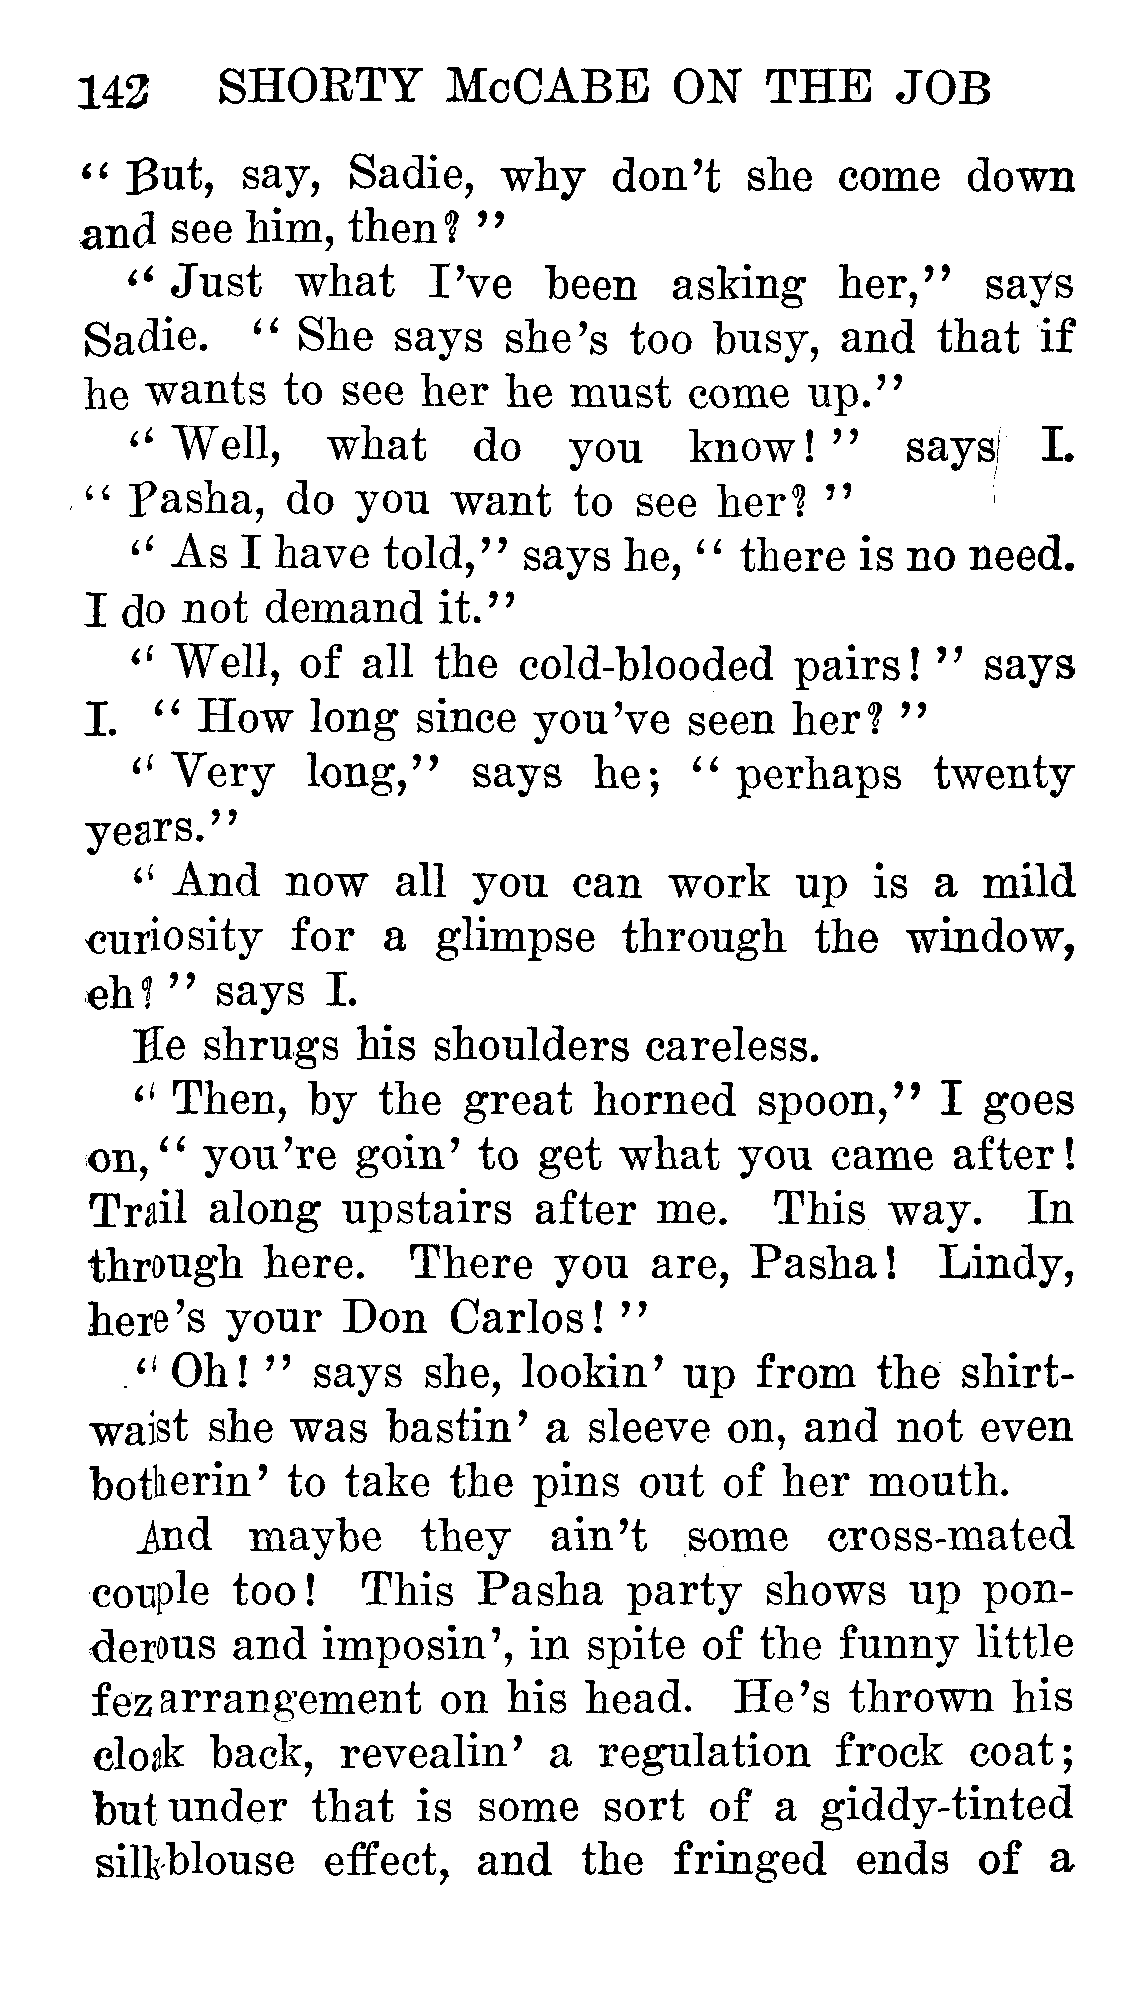 142 SHORTY McCABE ON THE JOB
“ But, say, Sadie, why don’t she come down
and see him, then? ”
“ Just what I’ve been asking her,” says
Sadie. “ She says she’s too busy, and that if
he wants to see her he must come up.”
“ Well, what do you know! ” says I.
“ Pasha, do you want to see her? ”
“ As I have told,” says he, “ there is no need.
I do not demand it.”
“ Well, of all the cold-blooded pairs! ” says
I. “ How long since you’ve seen her? ”
“ Very long,” says he; “ perhaps twenty
years.”
“ And now all you can work up is a mild
curiosity for a glimpse through the window,
eh? ” says I.
He shrugs his shoulders careless.
“ Then, by the great horned spoon,” I goes
on, “ you’re goin’ to get what you came after!
Trail along upstairs after me. This way. In
through here. There you are, Pasha! Lindy,
here’s your Don Carlos! ”
“ Oh! ” says she, lookin’ up from the shirt-
waist she was bastin’ a sleeve on, and not even
botherin’ to take the pins out of her mouth.
And maybe they ain’t some cross-mated
couple too! This Pasha party shows up pon-
derous and imposin’, in spite of the funny little
fez arrangement on his head. He’s thrown his
cloak back, revealin’ a regulation frock coat;
but under that is some sort of a giddy-tinted
silk blouse effect, and the fringed ends of a